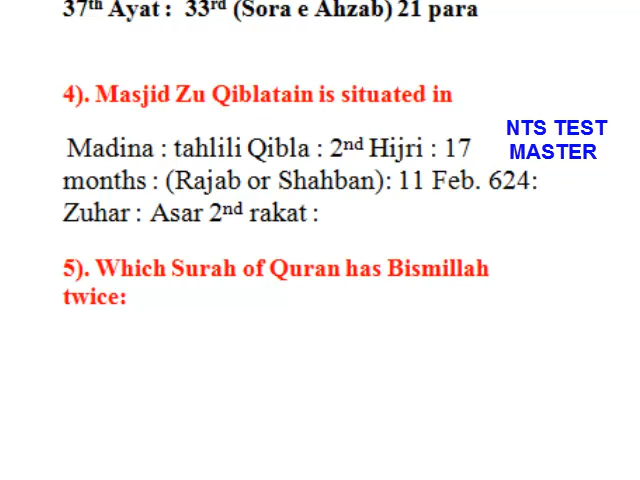 37th Ayat : 33rd (Sora e Ahzab) 21 para
4). Masjid Zu Qiblatain is situated in
Madina : tahlili Qibla : 2nd Hijri : 17
months : (Rajab or Shahban): 11 Feb. 624:
Zuhar : Asar 2nd rakat :
NTS TEST
MASTER
5). Which Surah of Quran has Bismillah
twice: